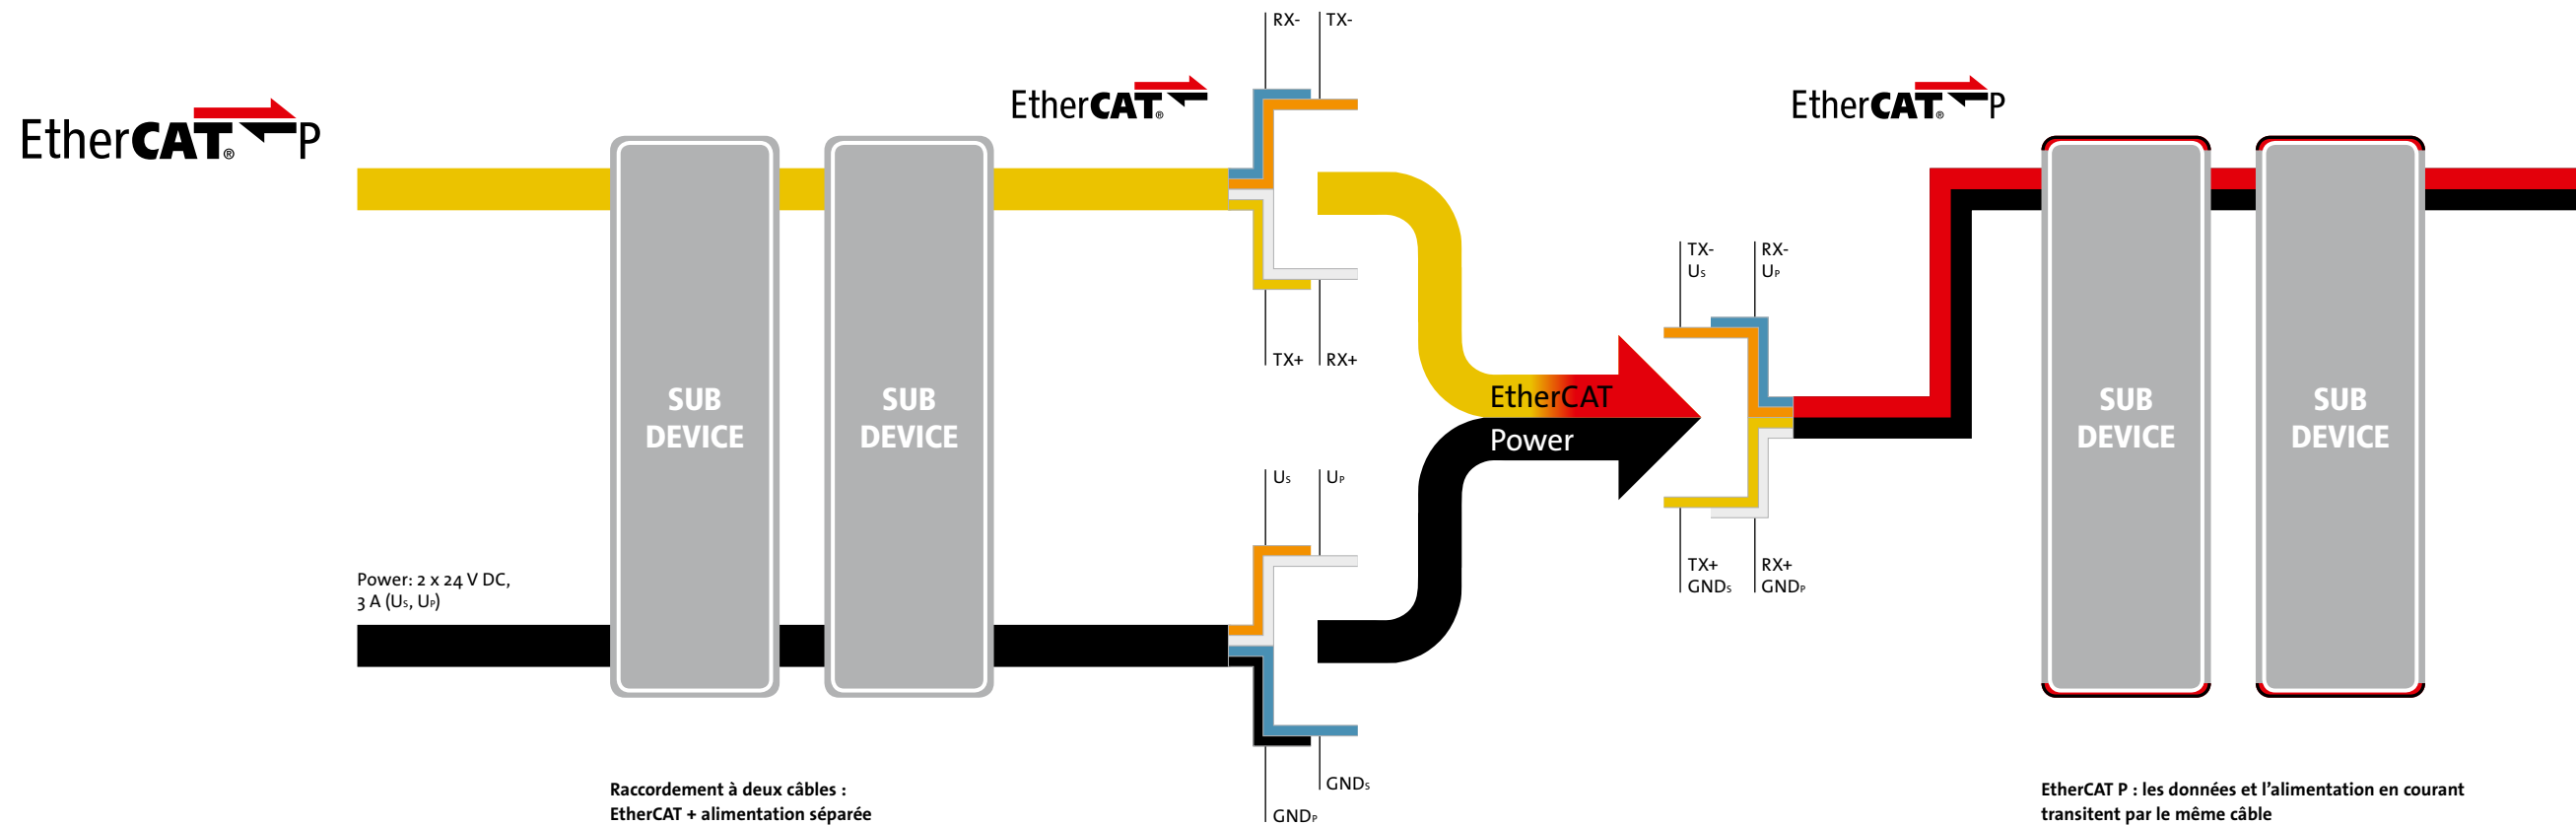 EtherCAT® P
EtherCAT®
RX- TX-
TX+ RX+
SUB
DEVICE
SUB
DEVICE
Power: 2 x 24 V DC,
3 A (Us, UP)
Us UP
GNDs
GNDP
Raccordement à deux câbles :
EtherCAT + alimentation séparée
EtherCAT
Power
EtherCAT® P
TX-
Us
RX-
UP
TX+
GNDs
RX+
GNDP
SUB
DEVICE
SUB
DEVICE
EtherCAT P : les données et l’alimentation en courant
transitent par le même câble